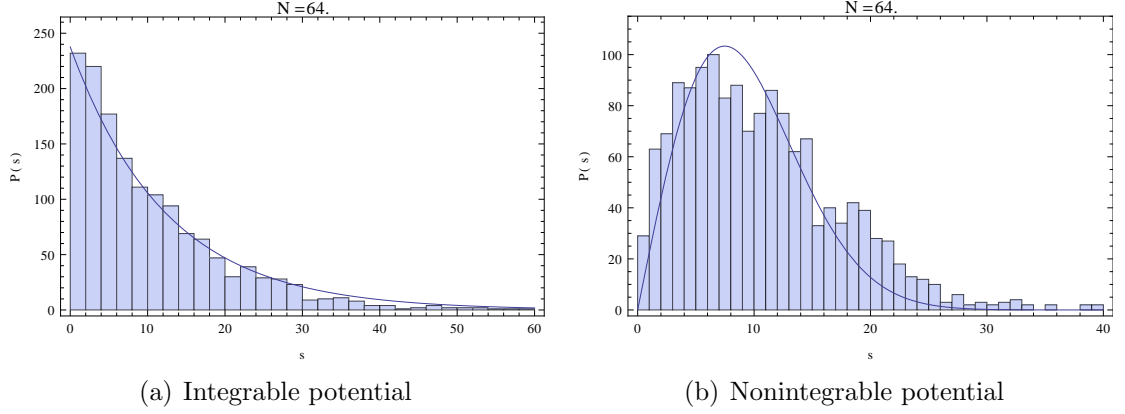 N = 64.
250
200
150
100
50
0
P(s)
0 10 20 30 40 50 60
s
(a) Integrable potential
N = 64.
100
80
60
40
20
0
P(s)
0 10 20 30 40
s
(b) Nonintegrable potential